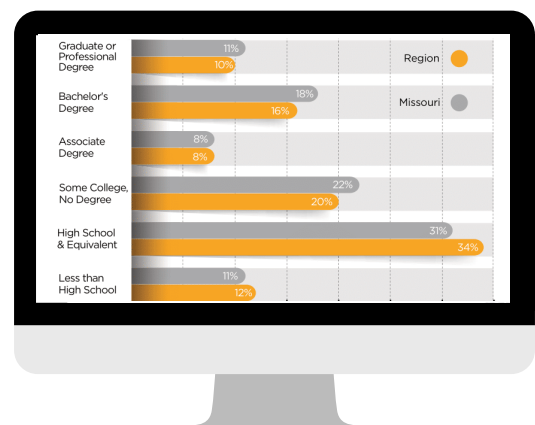 Graduate or
Professional
Degree
11%
10%
Region
Bachelor's
Degree
18%
16%
Missouri
Associate
Degree
8%
8%
Some College,
No Degree
22%
20%
High School
& Equivalent
31%
34%
Less than
High School
11%
12%